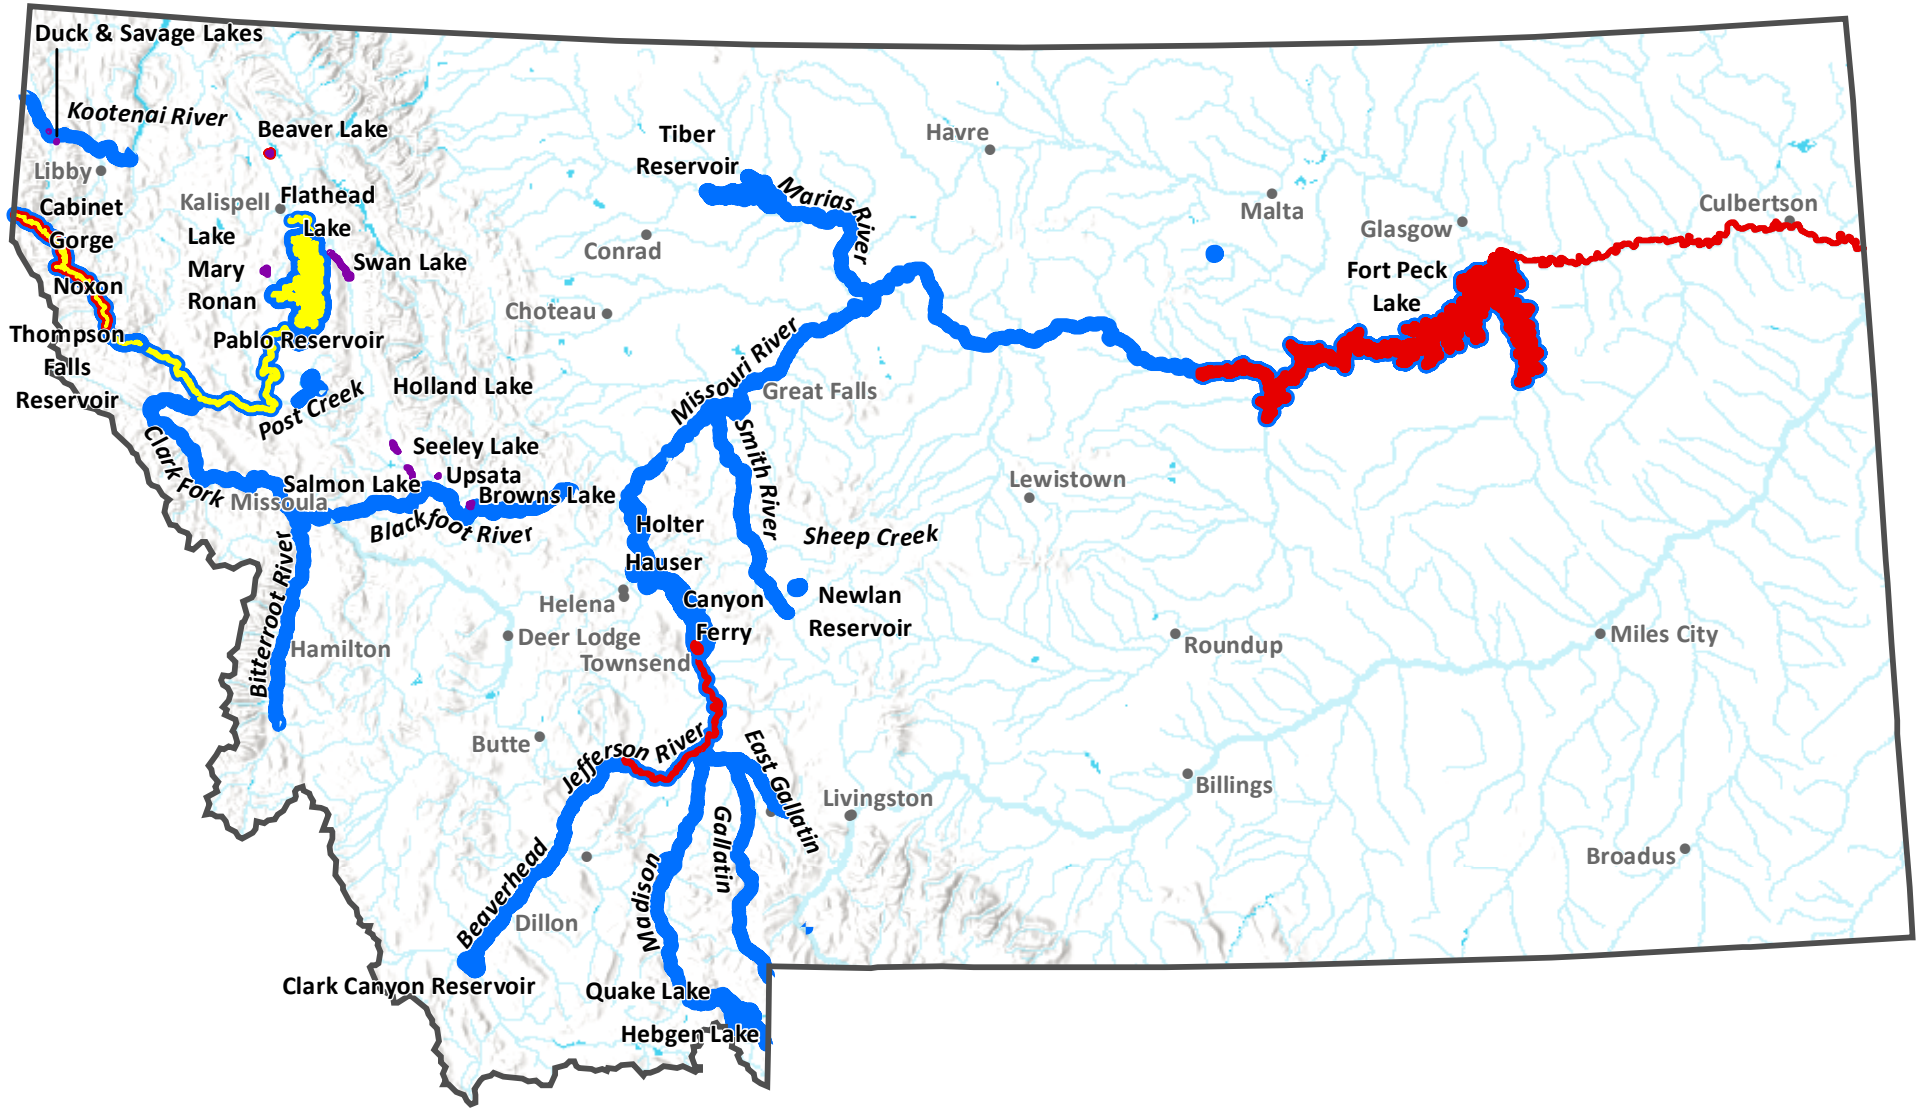 Duck & Savage Lakes
Kootenai River
Beaver Lake
Libby
Kalispell
Flathead
Lake
Cabinet
Gorge
Noxon
Lake
Mary
Ronan
Swan Lake
Thompson
Falls
Reservoir
Pablo Reservoir
Post Creek
Holland Lake
Clark Fork
Seeley Lake
Salmon Lake
Upsata
Browns Lake
Missoula
Blackfoot River
Bitterroot River
Hamilton
Tiber
Reservoir
Marias River
Havre
Conrad
Choteau
Missouri River
Great Falls
Smith River
Malta
Glasgow
Culbertson
Fort Peck
Lake
Lewistown
Sheep Creek
Holter
Hauser
Helena
Canyon
Ferry
Newlan
Reservoir
Deer Lodge
Townsend
Roundup
Miles City
Butte
Jefferson River
East Gallatin
Livingston
Billings
Gallatin
Madison
Beaverhead
Dillon
Broadus
Clark Canyon Reservoir
Quake Lake
Hebgen Lake